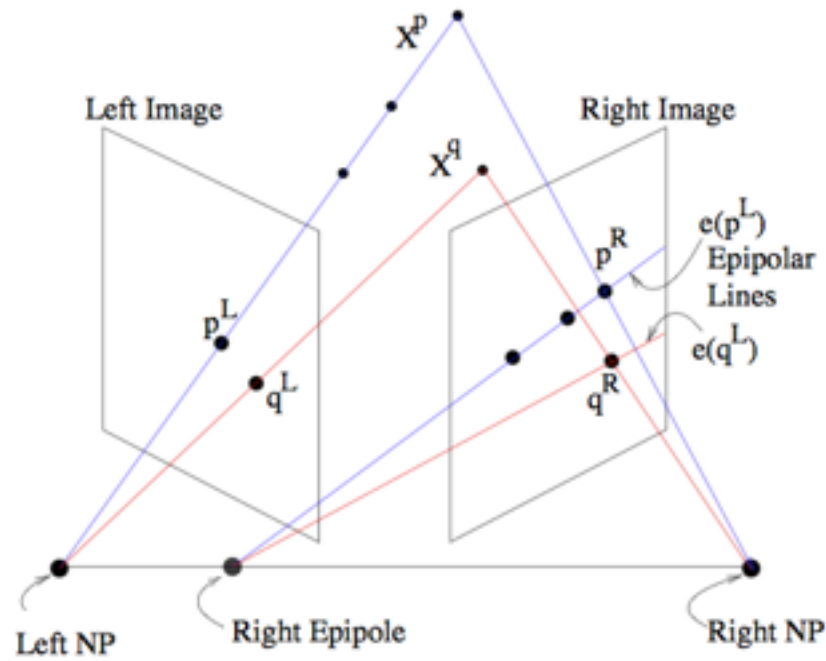 X^p
Left Image
Right Image
X^q
e(p^L)
p^R
Epipolar
Lines
p^L
e(q^L)
q^L
q^R
Left NP
Right Epipole
Right NP